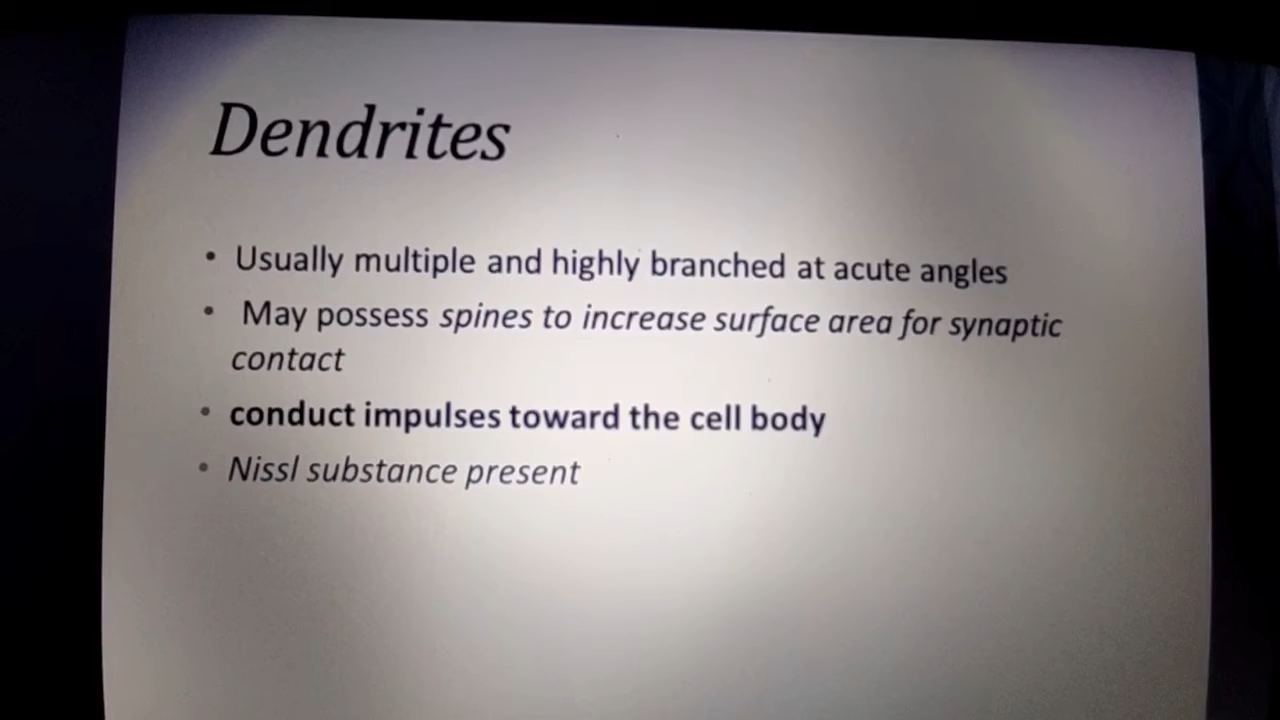 Dendrites
• Usually multiple and highly branched at acute angles
• May possess spines to increase surface area for synaptic
contact
• conduct impulses toward the cell body
• Nissl substance present